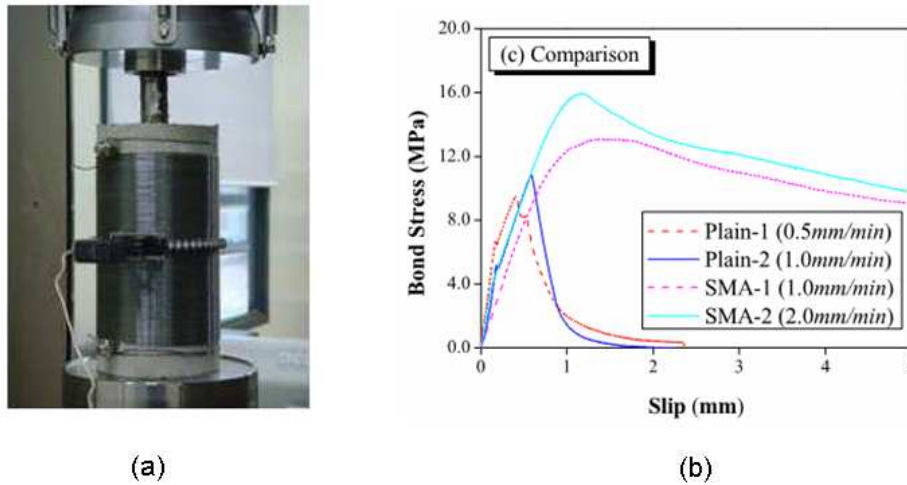 20.0
(c) Comparison
16.0
12.0
8.0
4.0
0.0
Bond Stress (MPa)
Plain-1 (0.5mm/min)
Plain-2 (1.0mm/min)
SMA-1 (1.0mm/min)
SMA-2 (2.0mm/min)
0 1 2 3 4
Slip (mm)
(a) (b)